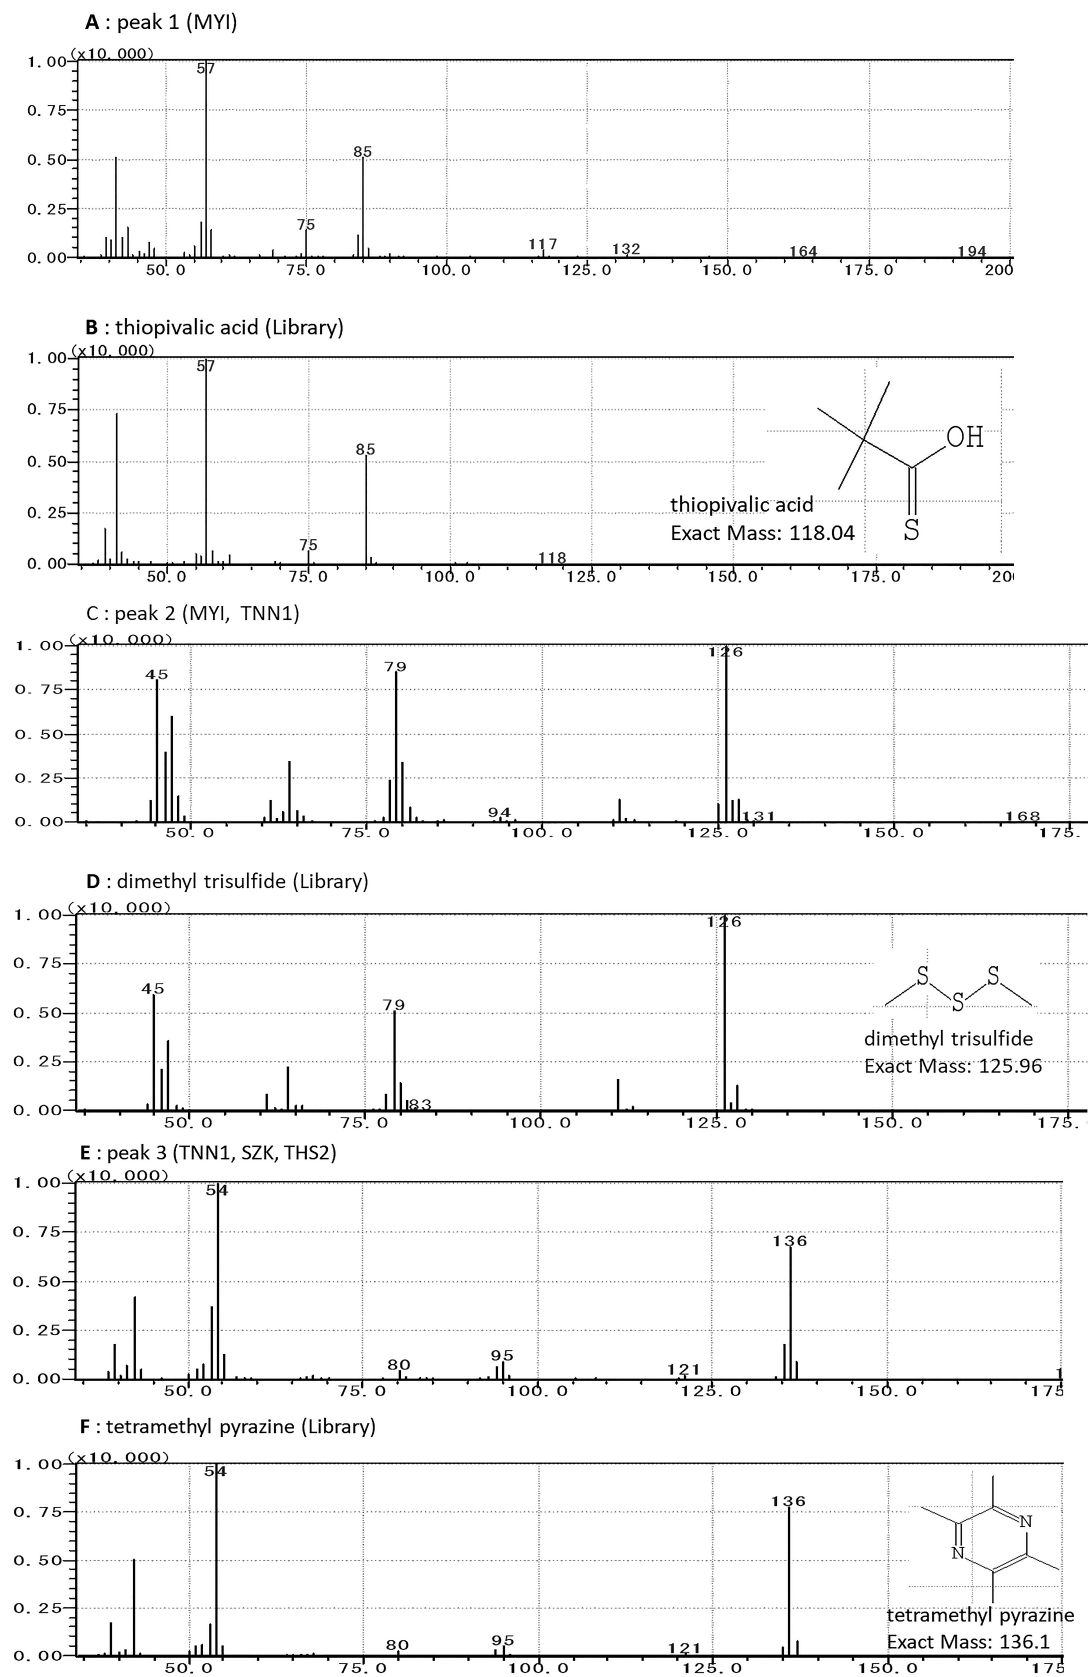 A : peak 1 (MYI)
(x10,000)
1.00
57
0.75
0.50
85
0.25
75
117
132
164
194
0.00
50.0 75.0 100.0 125.0 150.0 175.0 200
B : thiopivalic acid (Library)
(x10,000)
1.00
57
0.75
OH
0.50
85
thiopivalic acid
0.25
Exact Mass: 118.04
S
75
118
0.00
50.0 75.0 100.0 125.0 150.0 175.0 20
C : peak 2 (MYI, TNN1)
(x10,000)
1.00
126
45
79
0.75
0.50
0.25
94
131
168
0.00
50.0 75.0 100.0 125.0 150.0 175.
D : dimethyl trisulfide (Library)
(x10,000)
1.00
126
0.75
S S
S
45
79
0.50
dimethyl trisulfide
Exact Mass: 125.96
0.25
83
0.00
50.0 75.0 100.0 125.0 150.0 175.
E : peak 3 (TNN1, SZK, THS2)
(x10,000)
1.00
54
0.75
136
0.50
0.25
80
95
121
1
0.00
50.0 75.0 100.0 125.0 150.0 175
F : tetramethyl pyrazine (Library)
(x10,000)
1.00
54
136
0.75
N
N
0.50
0.25
tetramethyl pyrazine
Exact Mass: 136.1
80
95
121
0.00
50.0 75.0 100.0 125.0 150.0 175.